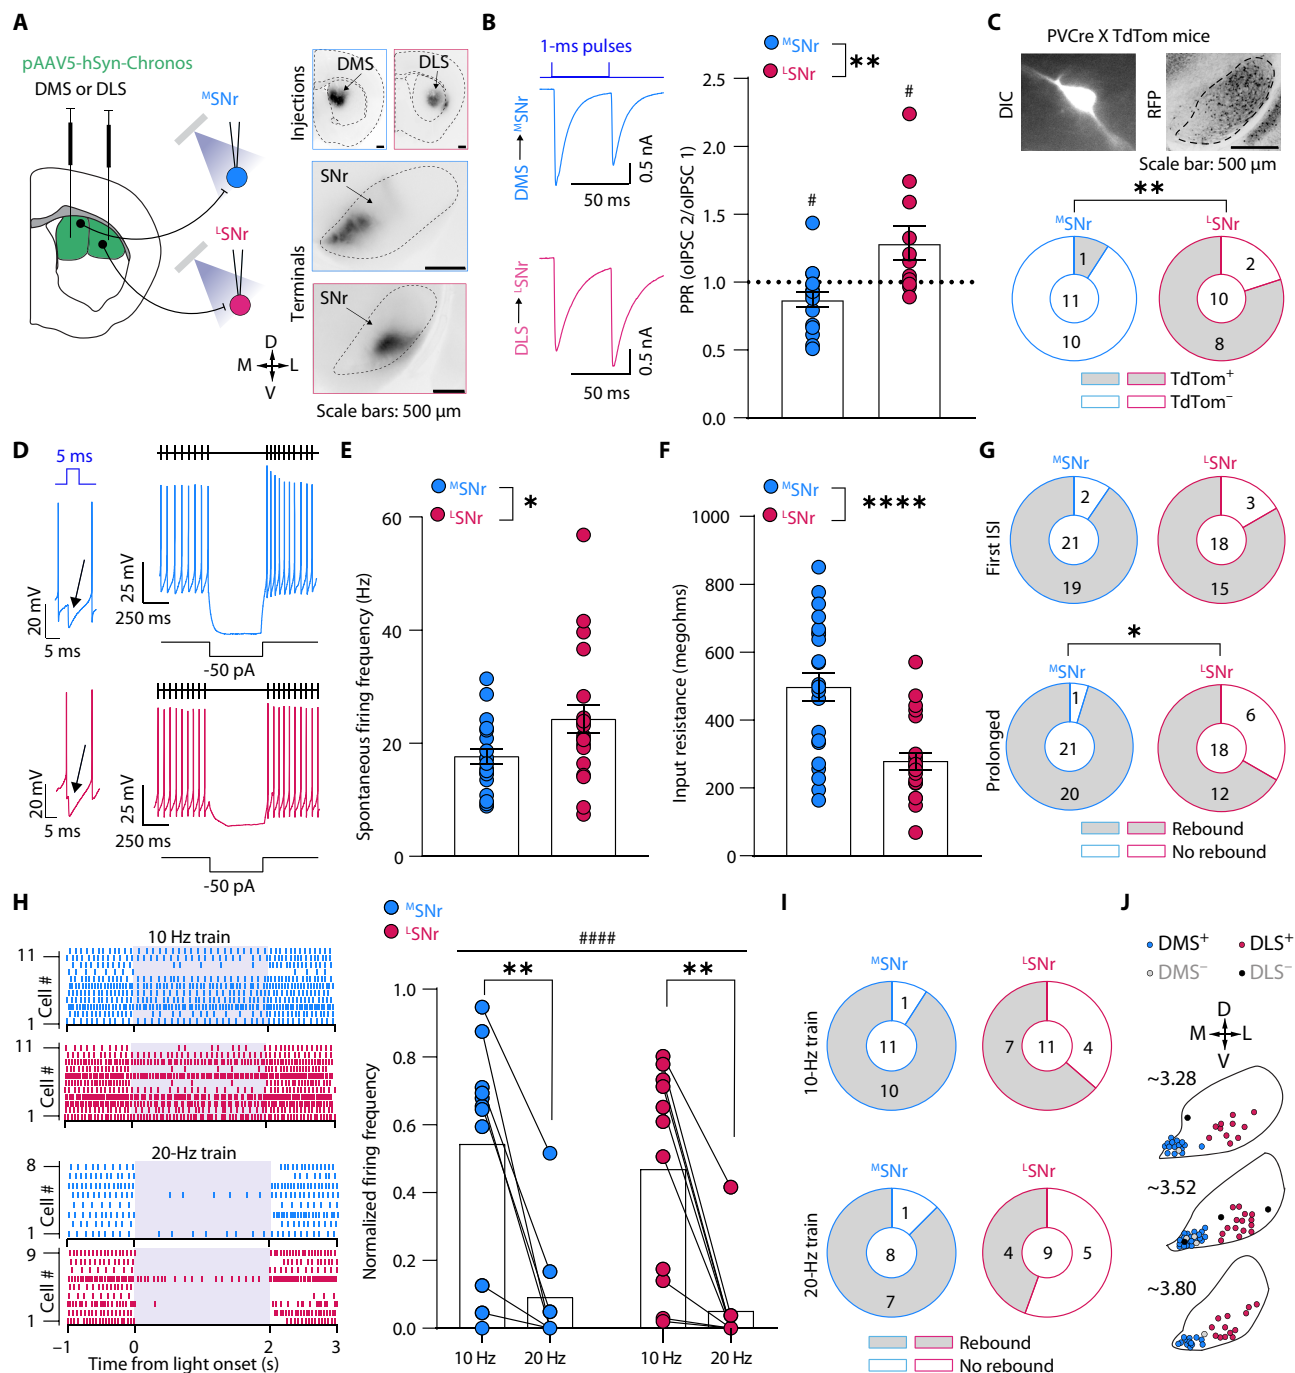 A
pAAV5-hSyn-Chronos
DMS or DLS
MSNr
LSNr
Injections
DMS
DLS
Terminals
SNr
SNr
D
M
L
V
Scale bars: 500 µm
B
1-ms pulses
DMS → MSNr
0.5 nA
50 ms
DLS → LSNr
0.5 nA
50 ms
MSNr
LSNr
**
PPR (oIPSC 2/oIPSC 1)
2.5
2.0
1.5
1.0
0.5
0.0
#
#
C
PVCre X TdTom mice
DIC
RFP
Scale bar: 500 µm
**
MSNr
LSNr
1
11
10
2
10
8
TdTom+
TdTom−
D
5 ms
20 mV
5 ms
25 mV
250 ms
-50 pA
20 mV
5 ms
25 mV
250 ms
-50 pA
E
MSNr
LSNr
*
Spontaneous firing frequency (Hz)
60
40
20
0
F
MSNr
LSNr
****
Input resistance (megohms)
1000
800
600
400
200
0
G
MSNr
LSNr
First ISI
2
21
19
3
18
15
*
MSNr
LSNr
Prolonged
1
21
20
6
18
12
Rebound
No rebound
H
10 Hz train
11
Cell #
1
11
Cell #
1
20-Hz train
8
Cell #
1
9
Cell #
1
−1
0
1
2
3
Time from light onset (s)
MSNr
LSNr
####
**
**
Normalized firing frequency
1.0
0.8
0.6
0.4
0.2
0.0
10 Hz
20 Hz
10 Hz
20 Hz
I
MSNr
LSNr
10-Hz train
1
11
10
7
11
4
20-Hz train
1
8
7
4
9
5
Rebound
No rebound
J
DMS+
DLS+
DMS−
DLS−
D
M
L
V
~3.28
~3.52
~3.80